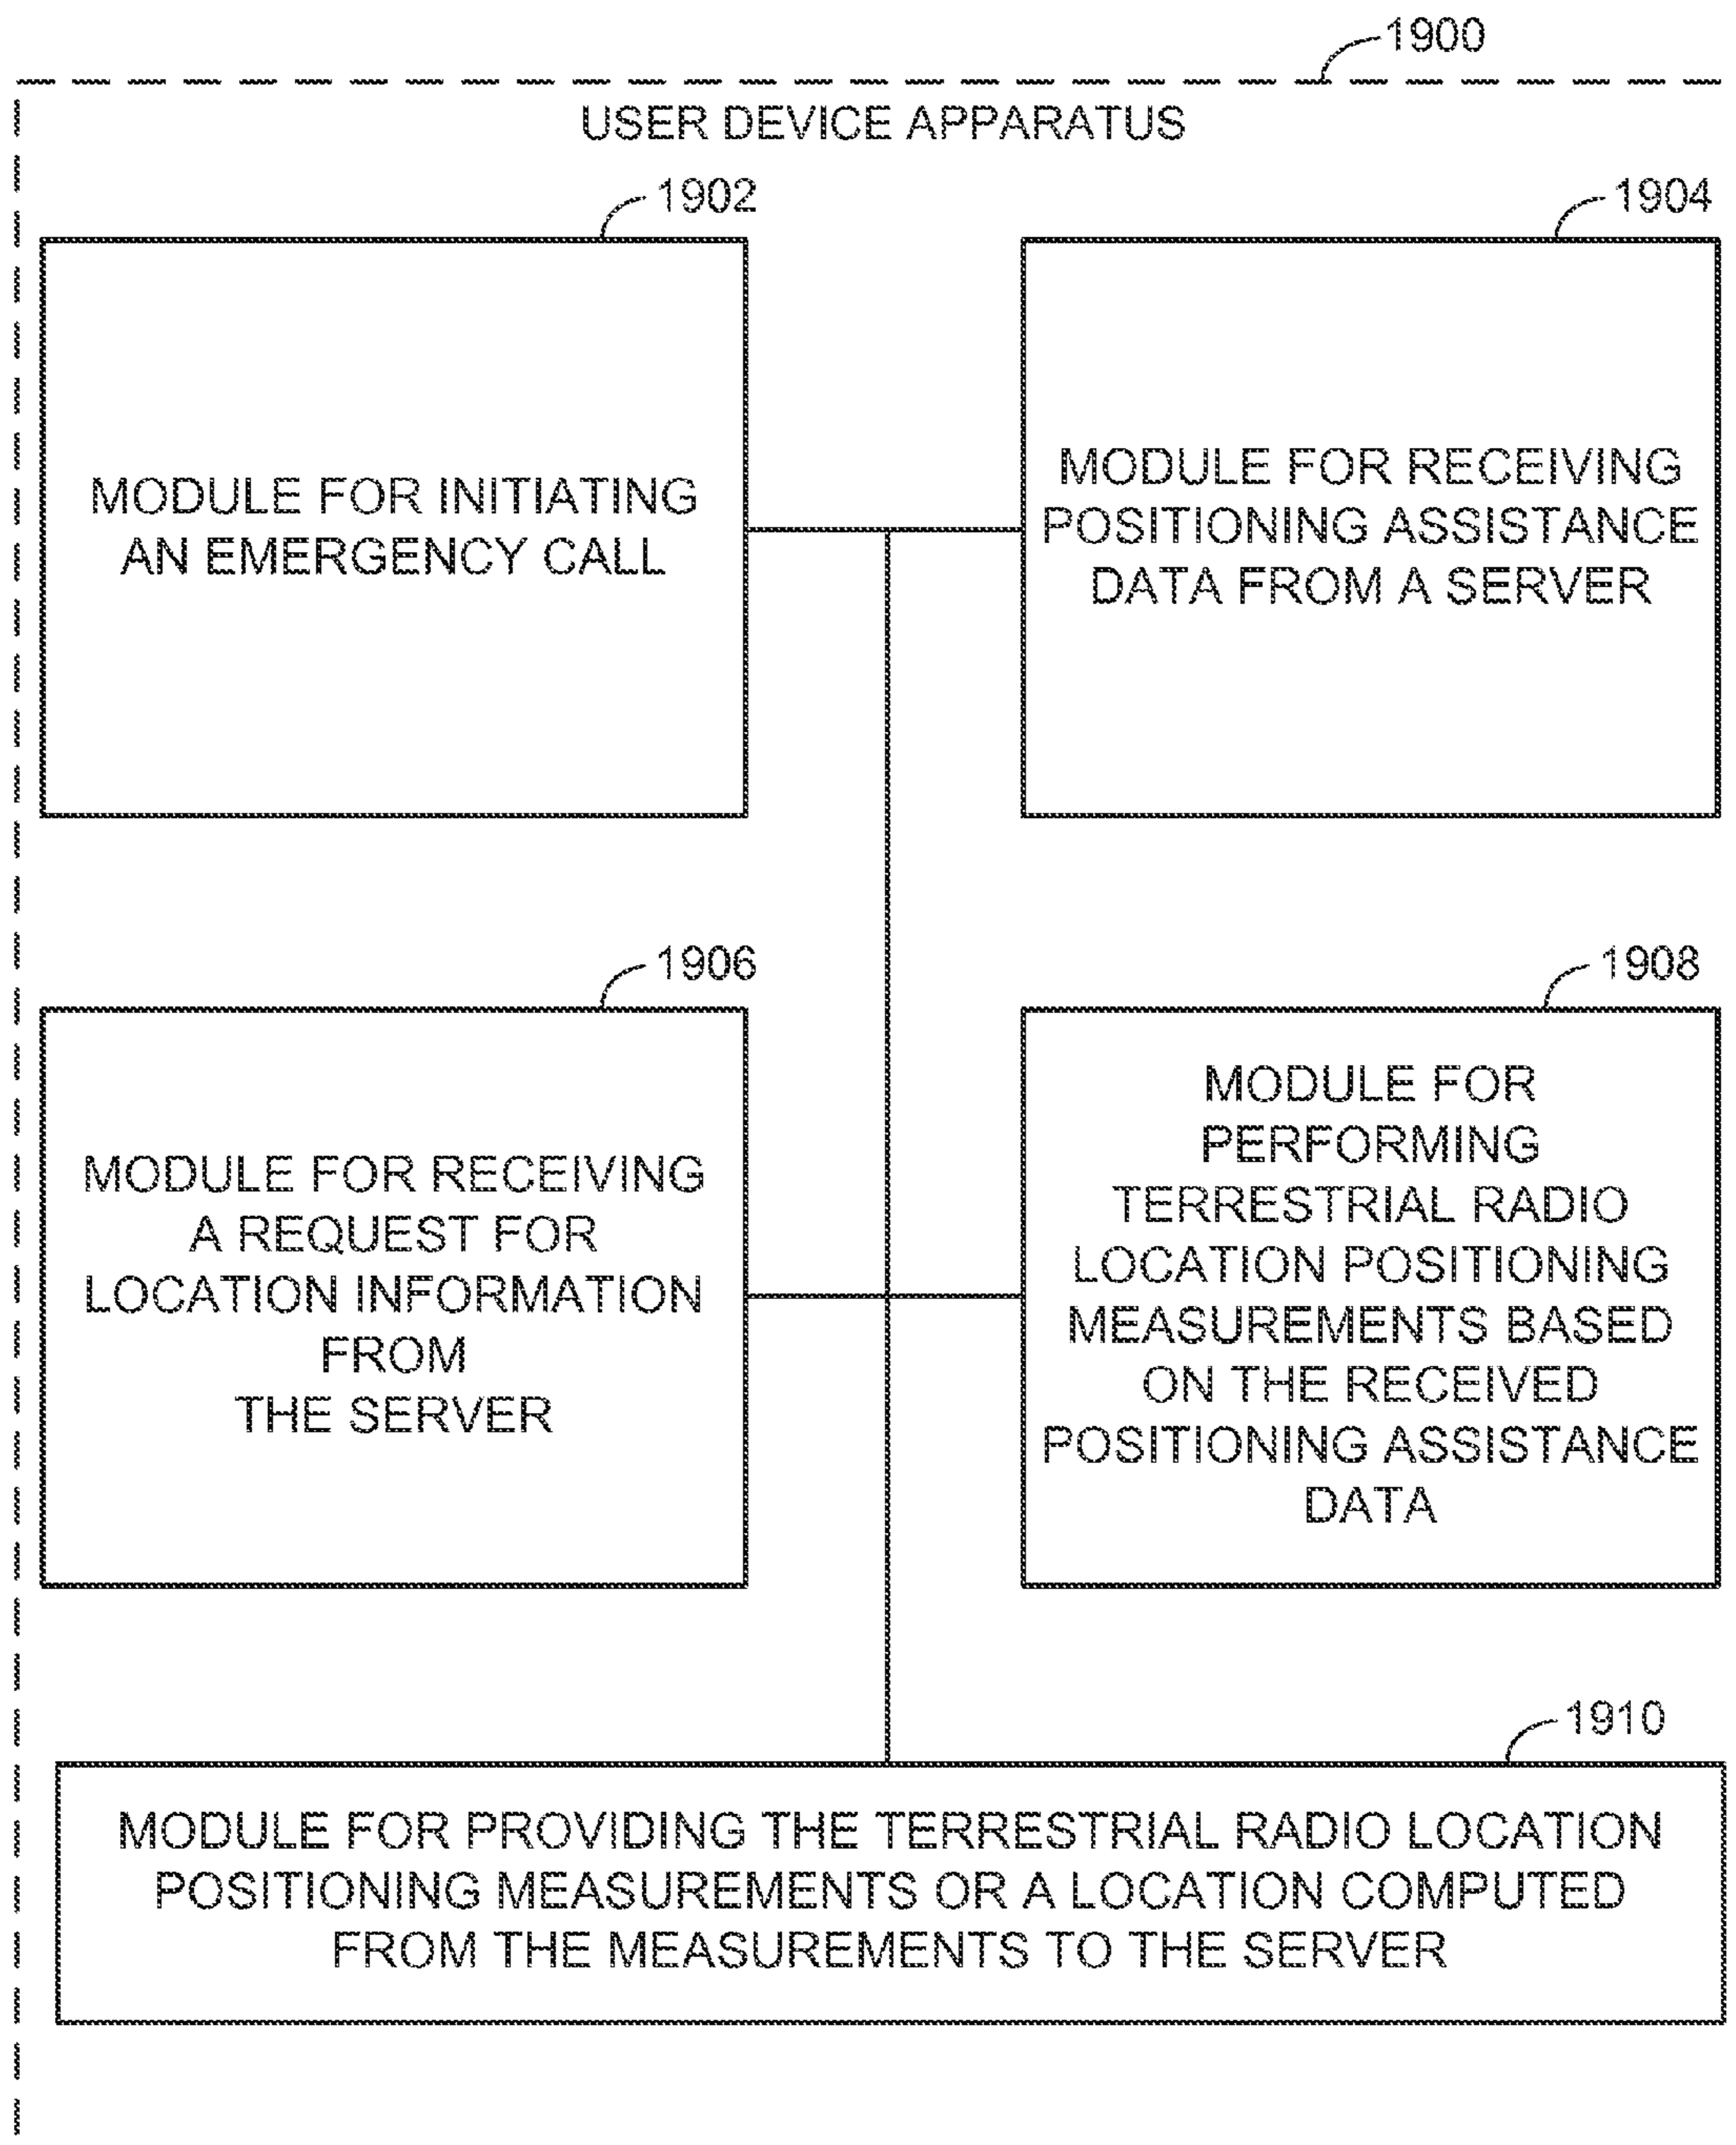 1900
USER DEVICE APPARATUS
1902
MODULE FOR INITIATING
AN EMERGENCY CALL
1904
MODULE FOR RECEIVING
POSITIONING ASSISTANCE
DATA FROM A SERVER
1906
MODULE FOR RECEIVING
A REQUEST FOR
LOCATION INFORMATION
FROM
THE SERVER
1908
MODULE FOR
PERFORMING
TERRESTRIAL RADIO
LOCATION POSITIONING
MEASUREMENTS BASED
ON THE RECEIVED
POSITIONING ASSISTANCE
DATA
1910
MODULE FOR PROVIDING THE TERRESTRIAL RADIO LOCATION
POSITIONING MEASUREMENTS OR A LOCATION COMPUTED
FROM THE MEASUREMENTS TO THE SERVER